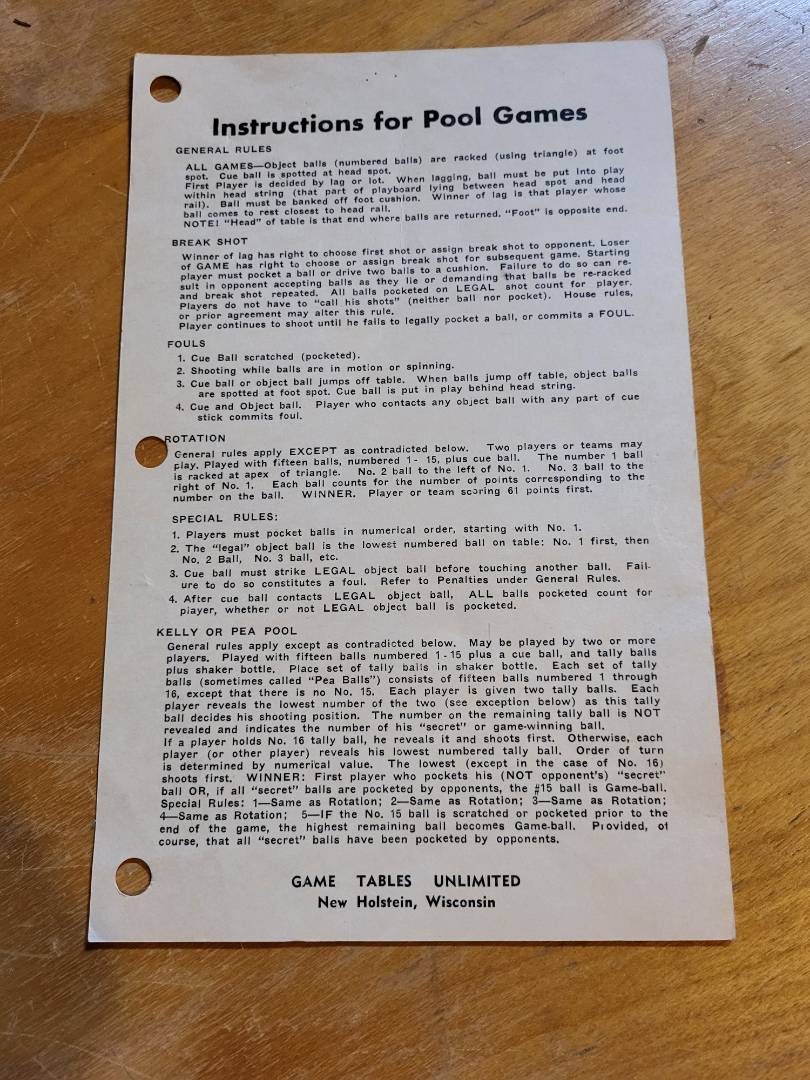 Instructions for Pool Games
GENERAL RULES
ALL GAMES—Object balls (numbered balls) are racked (using triangle) at foot
spot. Cue ball is spotted at head spot.
First Player is decided by lag or lot. When lagging, ball must be put into play
within head string (that part of playboard lying between head spot and head
rail). Ball must be banked off foot cushion. Winner of lag is that player whose
ball comes to rest closest to head rail.
NOTE! "Head" of table is that end where balls are returned. "Foot" is opposite end.
BREAK SHOT
Winner of lag has right to choose first shot or assign break shot to opponent. Loser
of GAME has right to choose or assign break shot for subsequent game. Starting
player must pocket a ball or drive two balls to a cushion. Failure to do so can re-
sult in opponent accepting balls as they lie or demanding that balls be re-racked
and break shot repeated. All balls pocketed on LEGAL shot count for player.
Players do not have to "call his shots" (neither ball nor pocket). House rules,
or prior agreement may alter this rule.
Player continues to shoot until he fails to legally pocket a ball, or commits a FOUL.
FOULS
1. Cue Ball scratched (pocketed).
2. Shooting while balls are in motion or spinning.
3. Cue ball or object ball jumps off table. When balls jump off table, object balls
are spotted at foot spot. Cue ball is put in play behind head string.
4. Cue and Object ball. Player who contacts any object ball with any part of cue
stick commits foul.
ROTATION
General rules apply EXCEPT as contradicted below. Two players or teams may
play. Played with fifteen balls, numbered 1- 15, plus cue ball. The number 1 ball
is racked at apex of triangle. No. 2 ball to the left of No. 1. No. 3 ball to the
right of No. 1. Each ball counts for the number of points corresponding to the
number on the ball. WINNER. Player or team scoring 61 points first.
SPECIAL RULES:
1. Players must pocket balls in numerical order, starting with No. 1.
2. The "legal" object ball is the lowest numbered ball on table: No. 1 first, then
No. 2 Ball, No. 3 ball, etc.
3. Cue ball must strike LEGAL object ball before touching another ball. Fail-
ure to do so constitutes a foul. Refer to Penalties under General Rules.
4. After cue ball contacts LEGAL object ball, ALL balls pocketed count for
player, whether or not LEGAL object ball is pocketed.
KELLY OR PEA POOL
General rules apply except as contradicted below. May be played by two or more
players. Played with fifteen balls numbered 1-15 plus a cue ball, and tally balls
plus shaker bottle. Place set of tally balls in shaker bottle. Each set of tally
balls (sometimes called "Pea Balls") consists of fifteen balls numbered 1 through
16, except that there is no No. 15. Each player is given two tally balls. Each
player reveals the lowest number of the two (see exception below) as this tally
ball decides his shooting position. The number on the remaining tally ball is NOT
revealed and indicates the number of his "secret" or game-winning ball.
If a player holds No. 16 tally ball, he reveals it and shoots first. Otherwise, each
player (or other player) reveals his lowest numbered tally ball. Order of turn
is determined by numerical value. The lowest (except in the case of No. 16)
shoots first. WINNER: First player who pockets his (NOT opponent's) "secret"
ball OR, if all "secret" balls are pocketed by opponents, the #15 ball is Game-ball.
Special Rules: 1—Same as Rotation; 2—Same as Rotation; 3—Same as Rotation;
4—Same as Rotation; 5—IF the No. 15 ball is scratched or pocketed prior to the
end of the game, the highest remaining ball becomes Game-ball. Provided, of
course, that all "secret" balls have been pocketed by opponents.
GAME TABLES UNLIMITED
New Holstein, Wisconsin